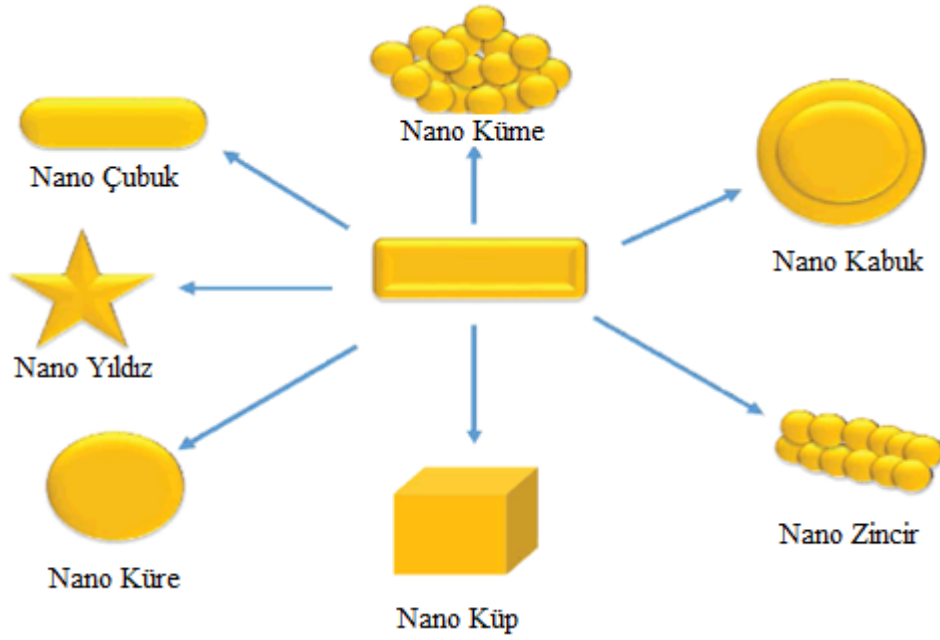 Nano Küme
Nano Çubuk
Nano Kabuk
Nano Yıldız
Nano Zincir
Nano Küre
Nano Küp